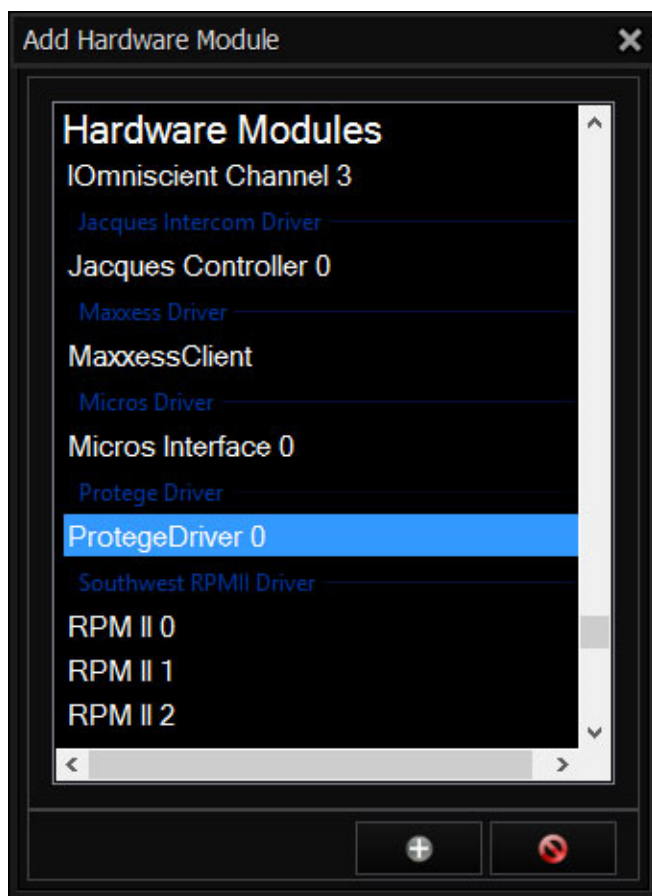 Add Hardware Module
Hardware Modules
IOmniscient Channel 3
Jacques Intercom Driver
Jacques Controller 0
Maxxess Driver
MaxxessClient
Micros Driver
Micros Interface 0
Protege Driver
ProtegeDriver 0
Southwest RPMII Driver
RPM II 0
RPM II 1
RPM II 2